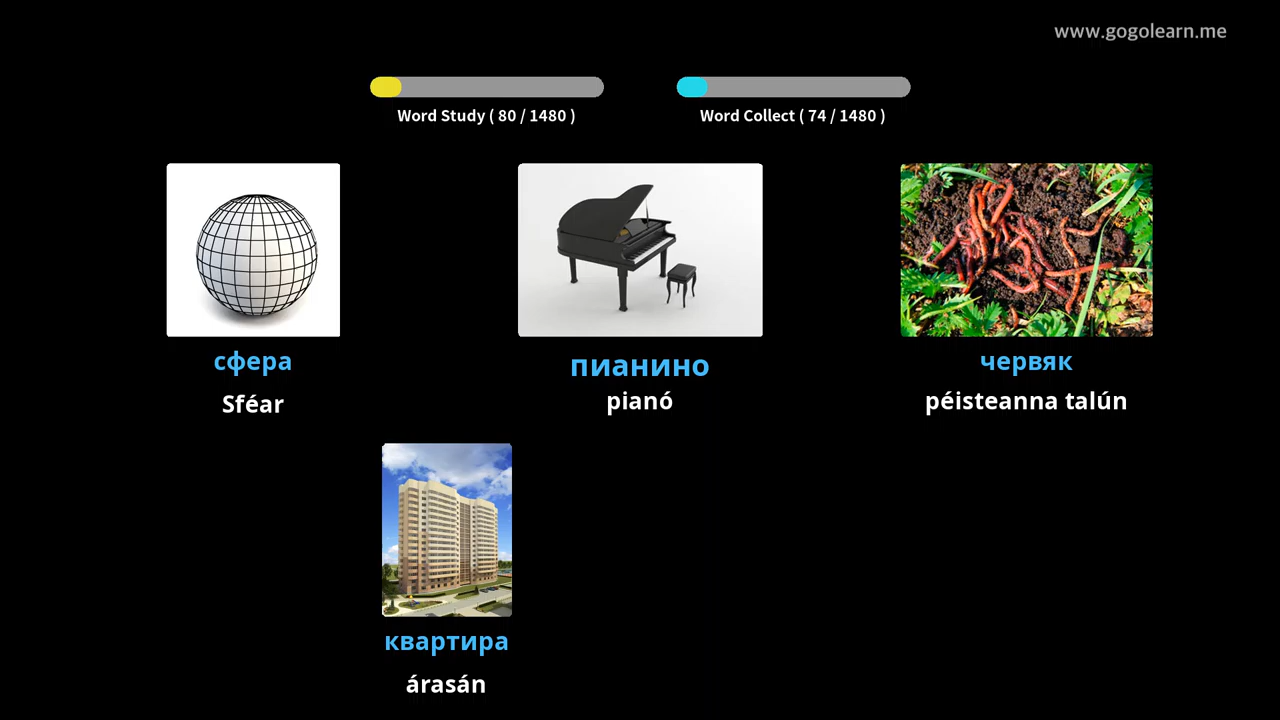 www.gogolearn.me
Word Study ( 80 / 1480 )
Word Collect ( 74 / 1480 )
сфера
Sféar
пианино
pianó
червяк
péisteanna talún
квартира
árasán